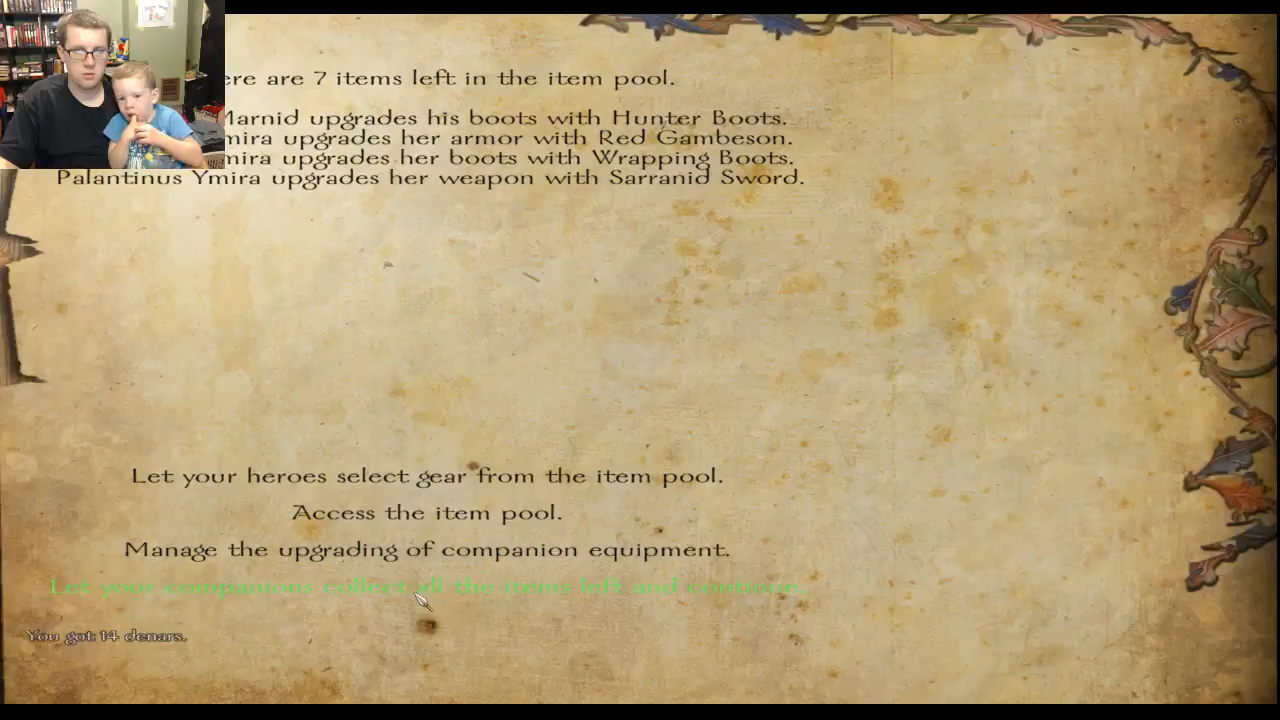 ere are 7 items left in the item pool.
Marnid upgrades his boots with Hunter Boots.
mira upgrades her armor with Red Gambeson.
mira upgrades her boots with Wrapping Boots.
Palantinus Ymira upgrades her weapon with Sarranid Sword.
Let your heroes select gear from the item pool.
Access the item pool.
Manage the upgrading of companion equipment.
Let your companions collect all the items left and continue.
You got 14 denars.